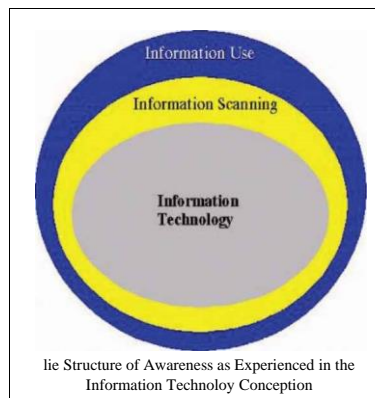 Information Use
Information Scanning
Information
Technology
lie Structure of Awareness as Experienced in the
Information Technoloy Conception